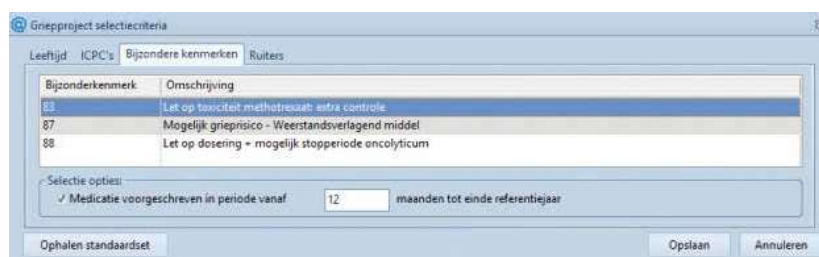 Griepproject selectiecriteria
Leeftijd ICPC's Bijzondere kenmerken Ruiters
Bijzonderkenmerk Omschrijving
83 Let op toxiciteit methotrexaat: extra controle
87 Mogelijk grieprisico - Weerstandsverlagend middel
88 Let op dosering + mogelijk stopperiode oncolyticum
Selectie opties:
✓ Medicatie voorgeschreven in periode vanaf 12 maanden tot einde referentiejaar
Ophalen standaardset Opslaan Annuleren